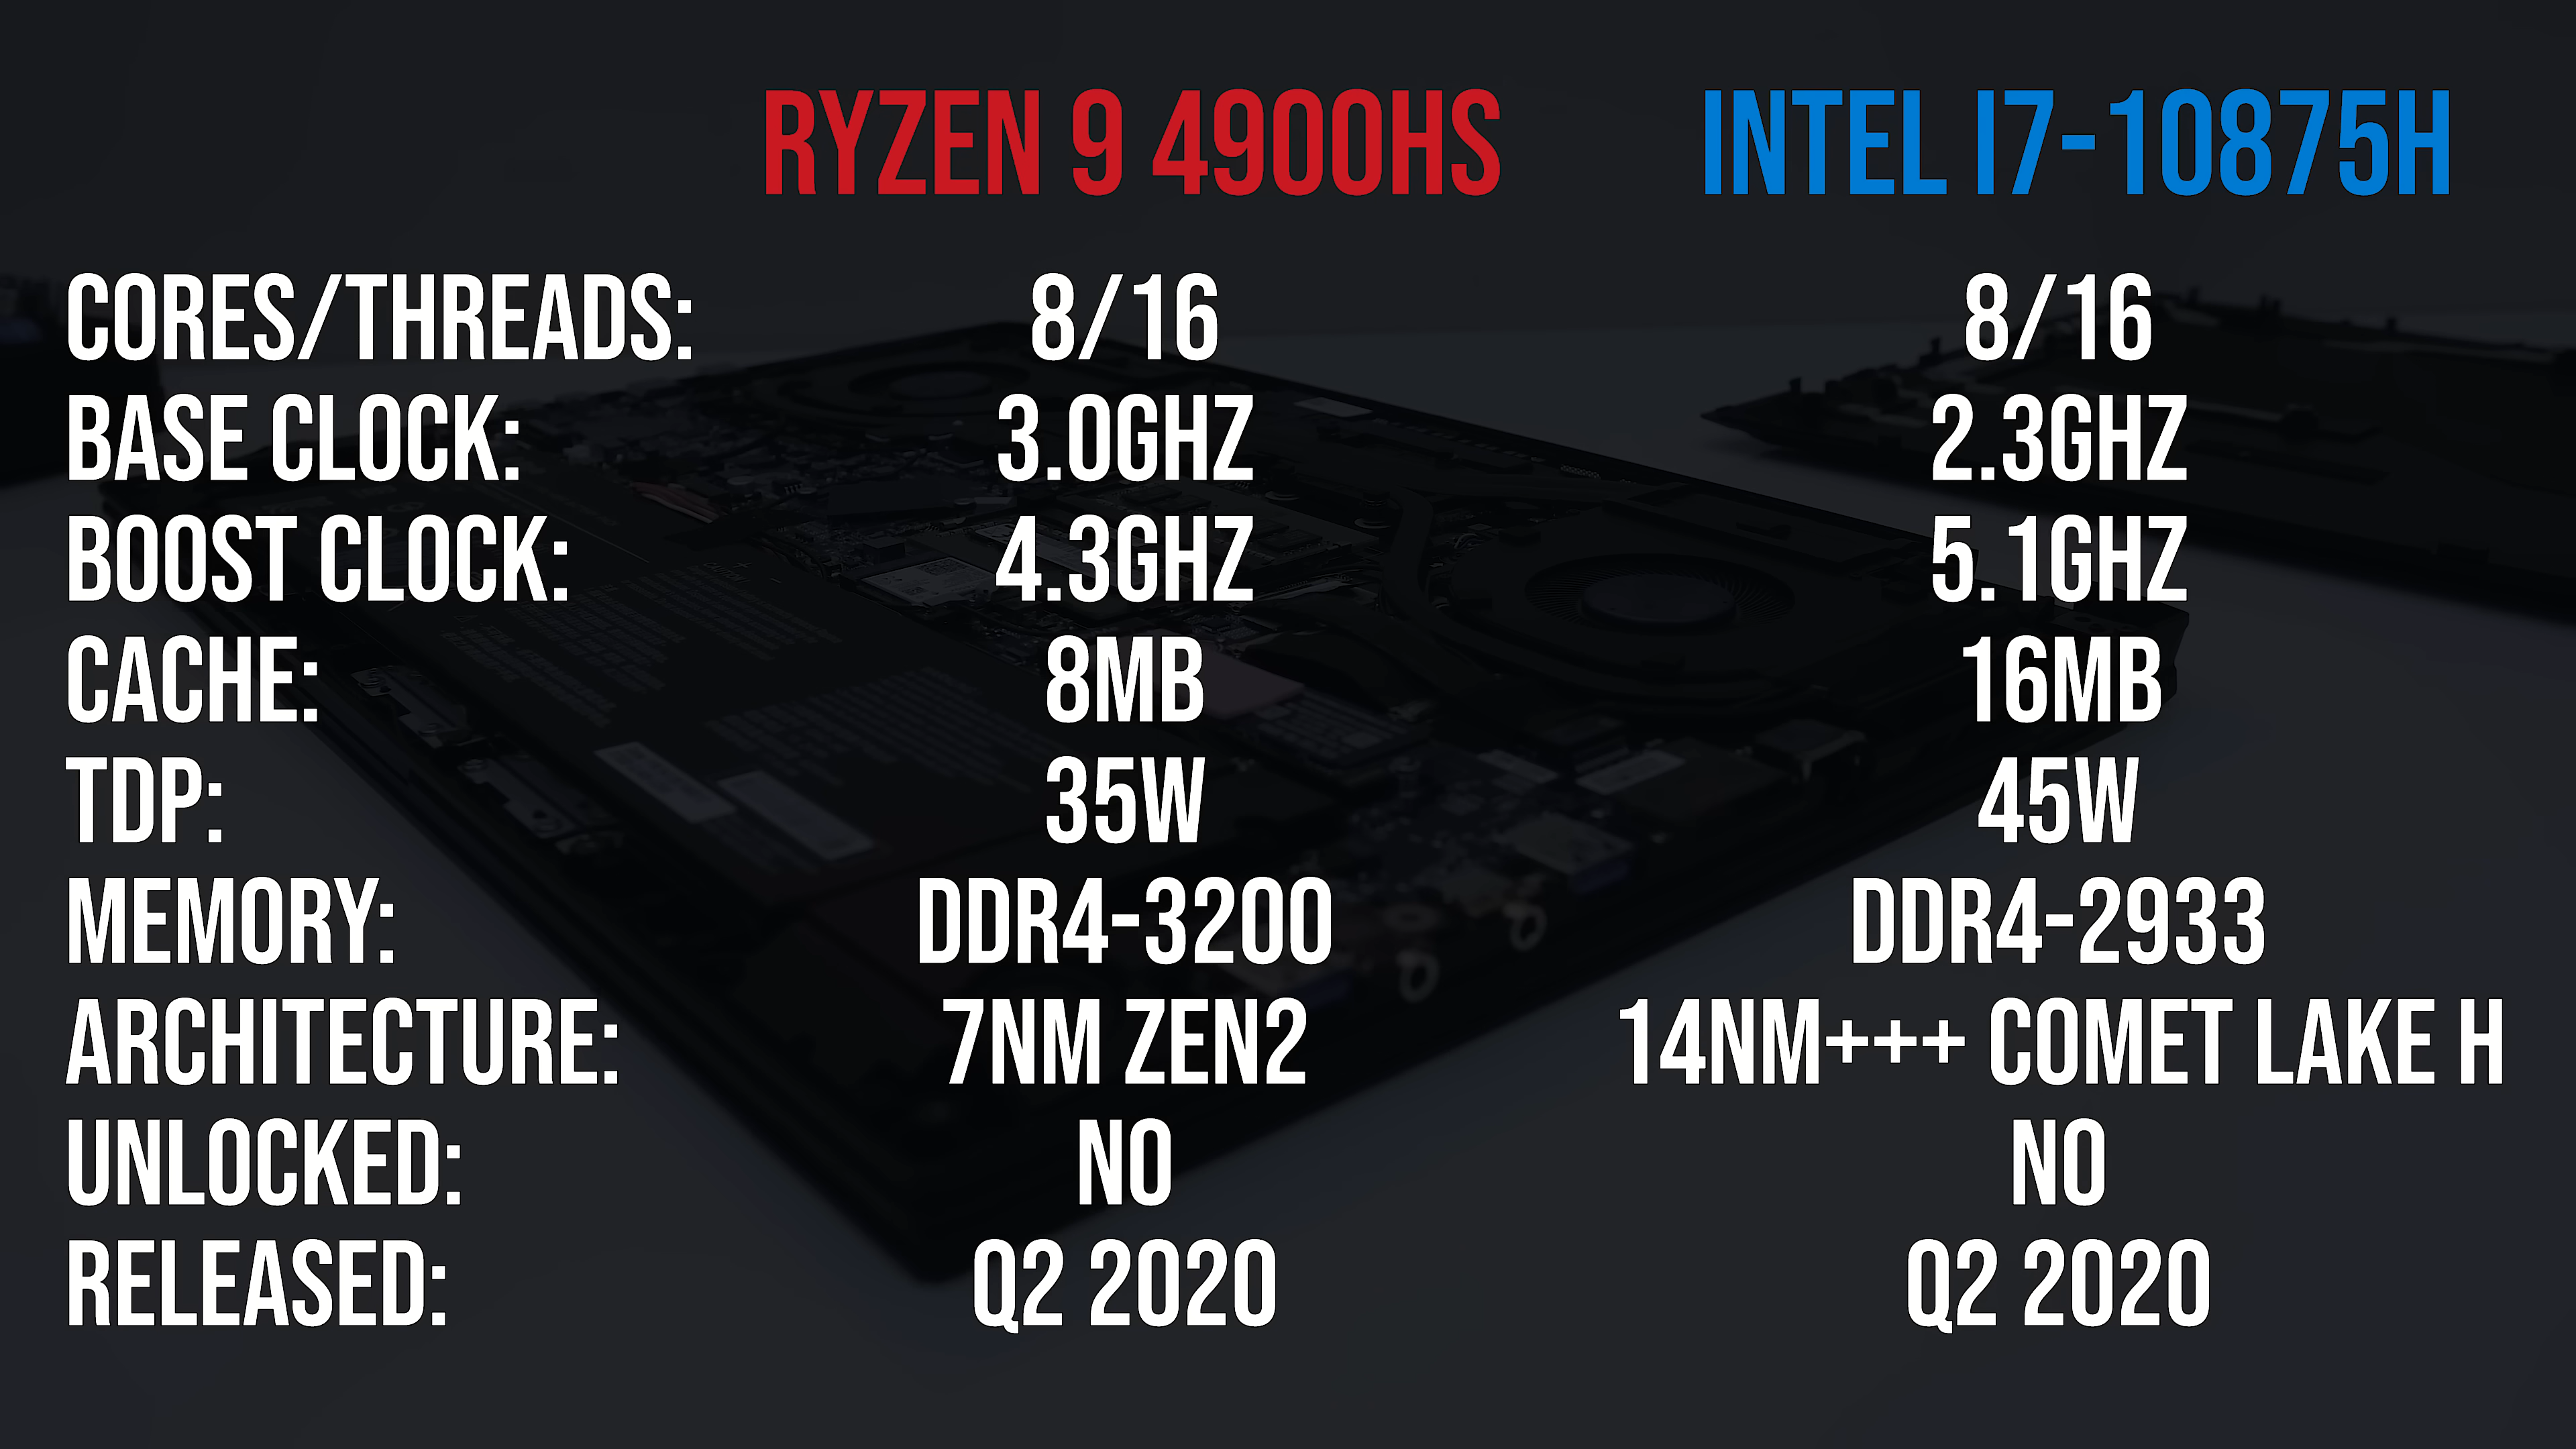 RYZEN 9 4900HS INTEL I7-10875H
CORES/THREADS: 8/16 8/16
BASE CLOCK: 3.0GHZ 2.3GHZ
BOOST CLOCK: 4.3GHZ 5.1GHZ
CACHE: 8MB 16MB
TDP: 35W 45W
MEMORY: DDR4-3200 DDR4-2933
ARCHITECTURE: 7NM ZEN2 14NM+++ COMET LAKE H
UNLOCKED: NO NO
RELEASED: Q2 2020 Q2 2020